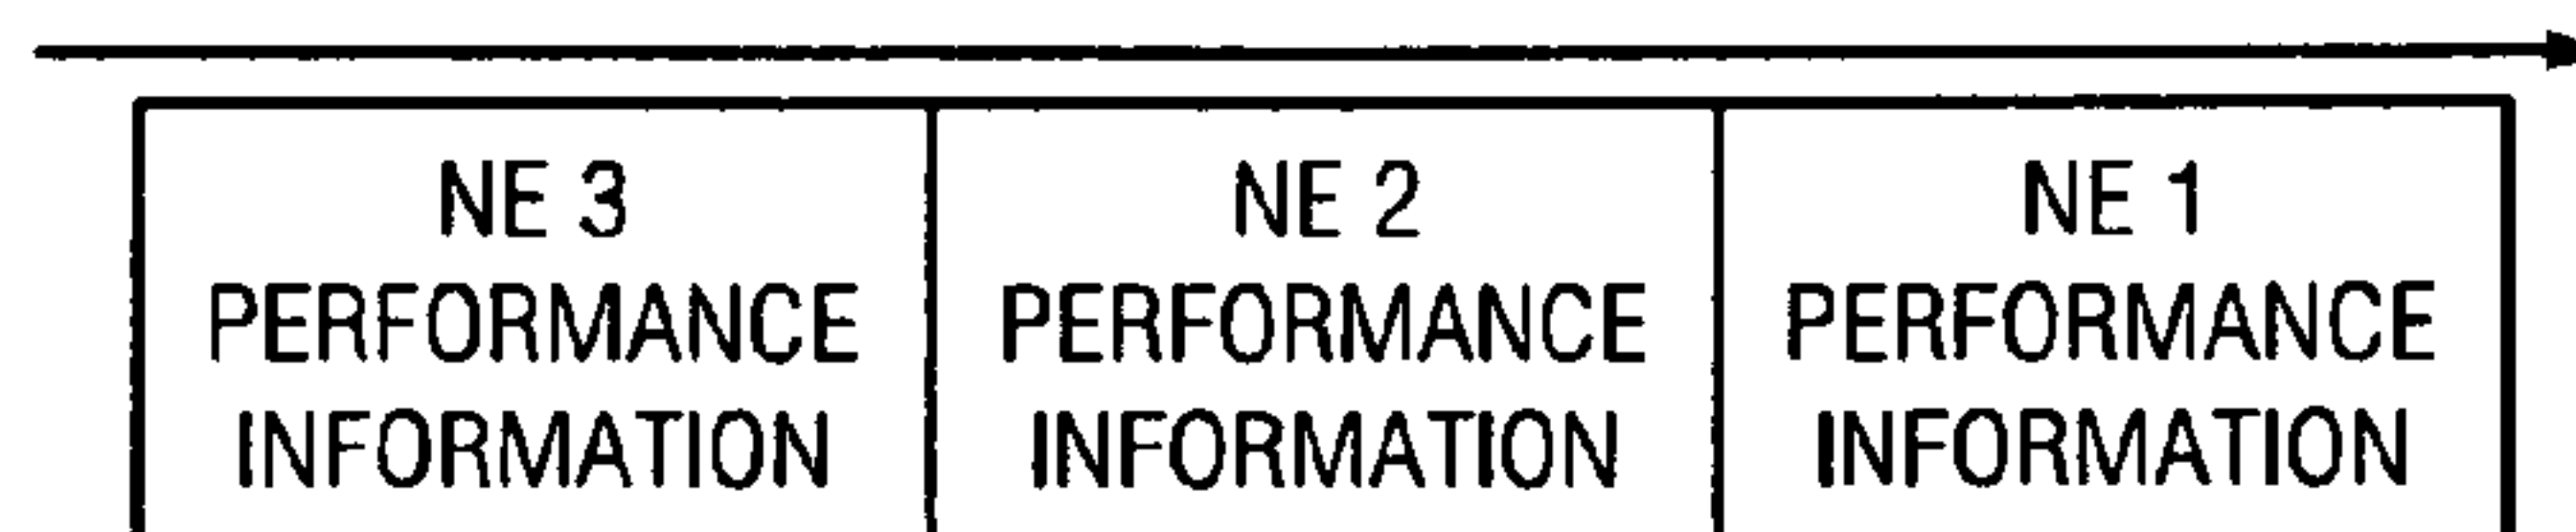 NE 3
PERFORMANCE
INFORMATION
NE 2
PERFORMANCE
INFORMATION
NE 1
PERFORMANCE
INFORMATION